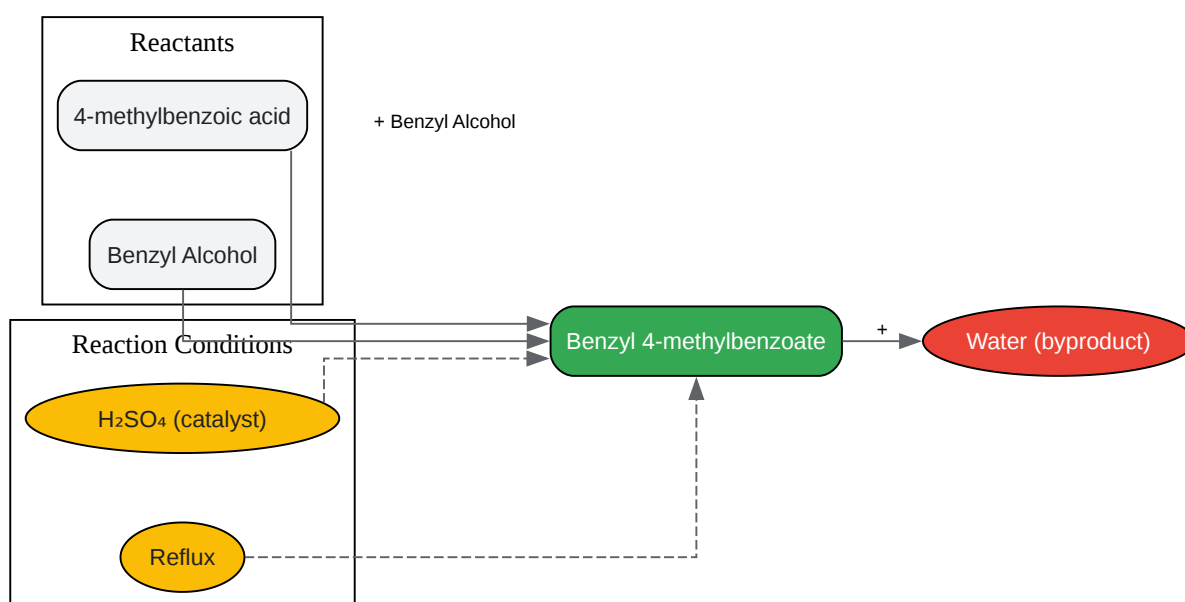 Reactants
4-methylbenzoic acid
+ Benzyl Alcohol
Benzyl Alcohol
Reaction Conditions
Benzyl 4-methylbenzoate
+
Water (byproduct)
H₂SO₄ (catalyst)
Reflux